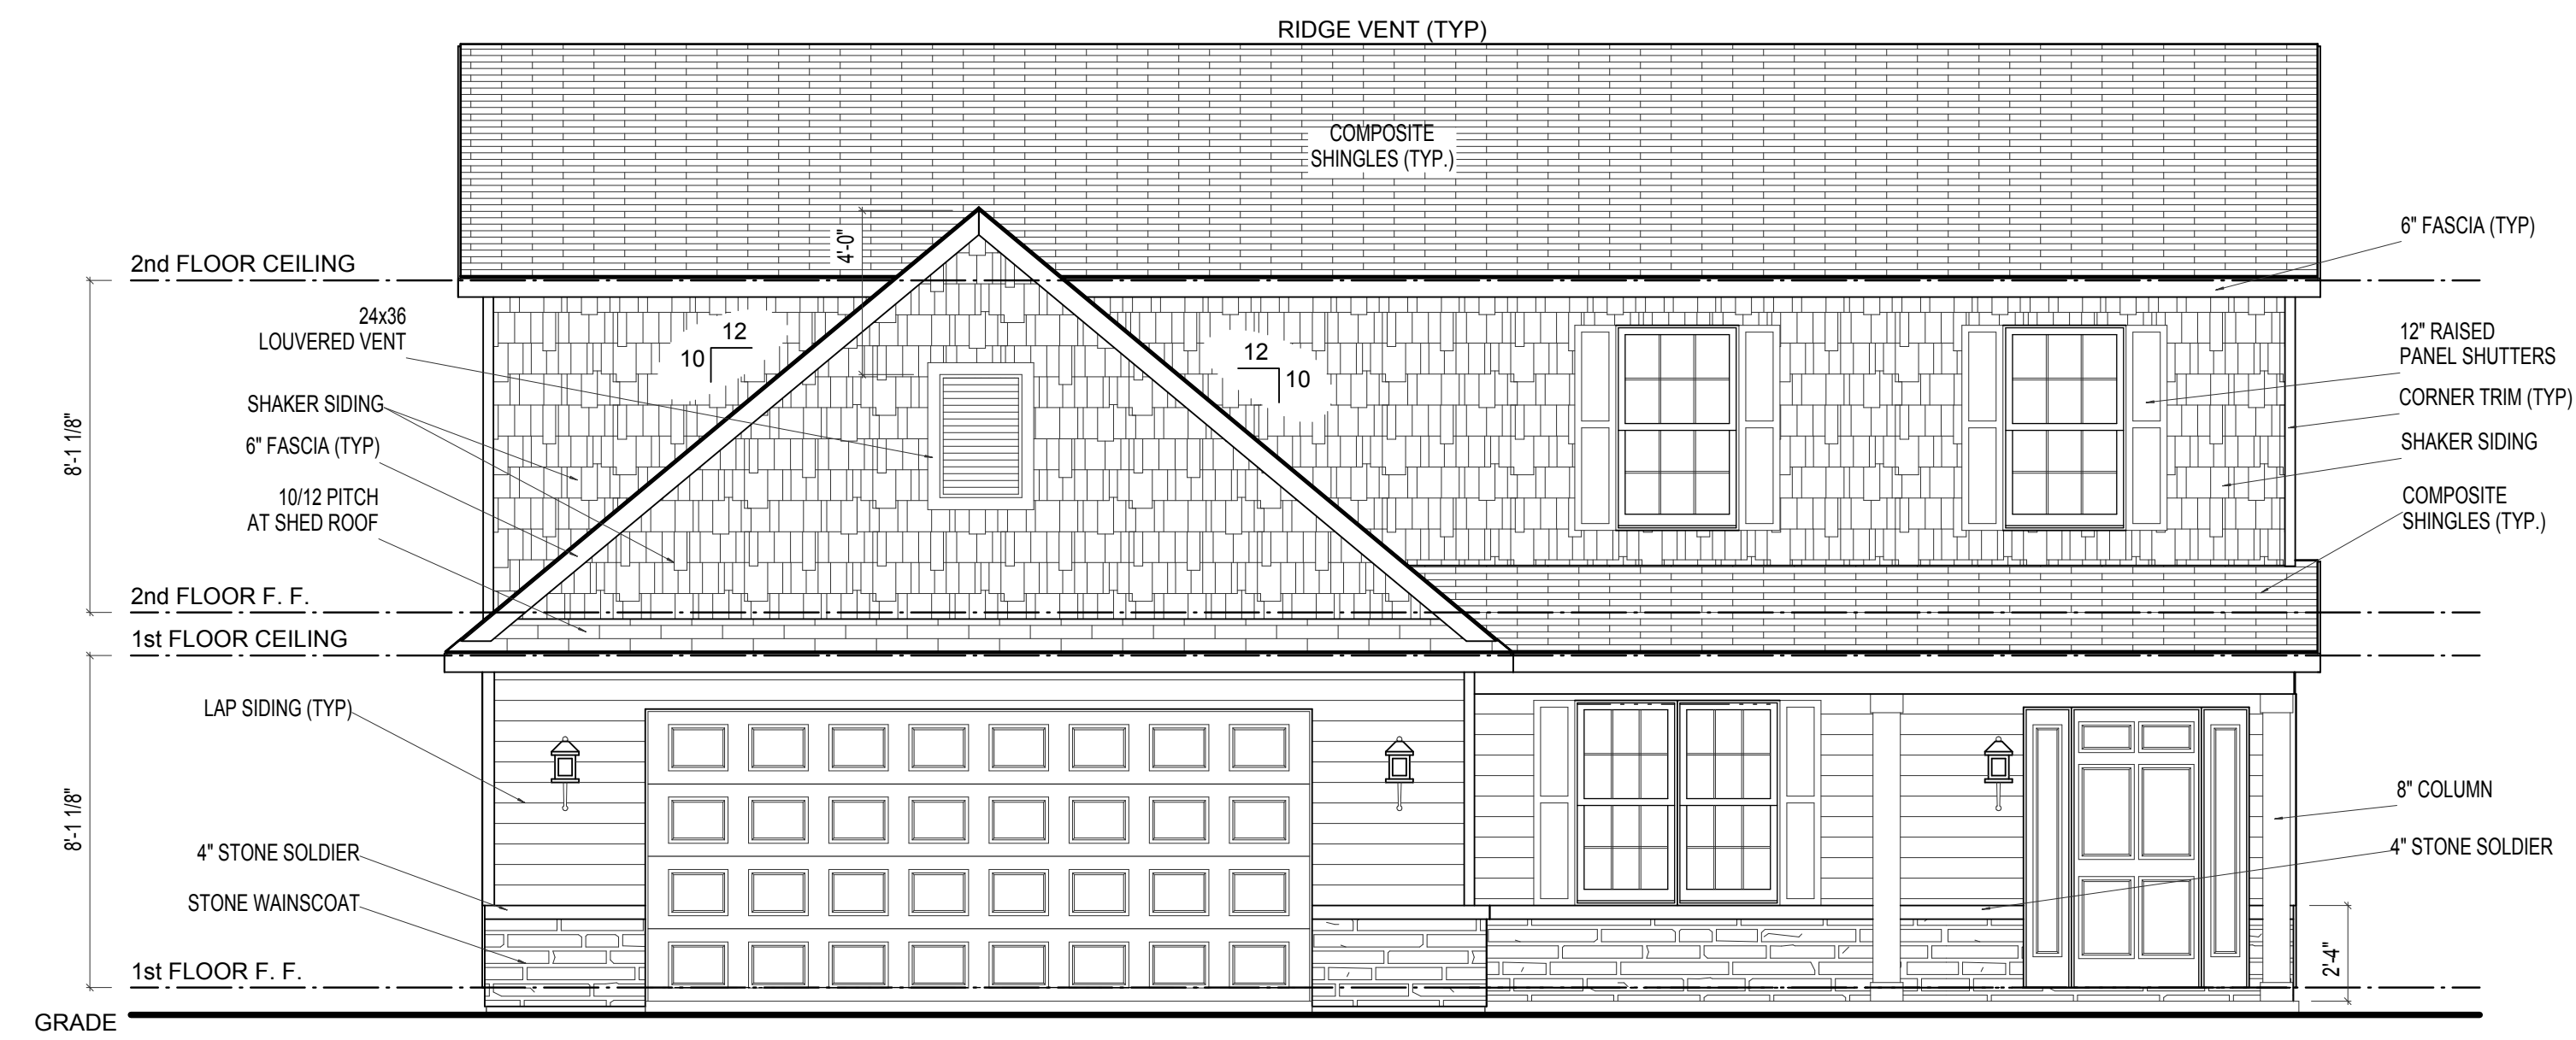 RIDGE VENT (TYP)
COMPOSITE
SHINGLES (TYP.)
6" FASCIA (TYP)
4'-0"
2nd FLOOR CEILING
24x36
LOUVERED VENT
12
10
12
10
12" RAISED
PANEL SHUTTERS
SHAKER SIDING
CORNER TRIM (TYP)
8'-1 1/8"
6" FASCIA (TYP)
SHAKER SIDING
10/12 PITCH
AT SHED ROOF
COMPOSITE
SHINGLES (TYP.)
2nd FLOOR F. F.
1st FLOOR CEILING
LAP SIDING (TYP)
8'-1 1/8"
8" COLUMN
4" STONE SOLDIER
4" STONE SOLDIER
STONE WAINSCOAT
2'-4"
1st FLOOR F. F.
GRADE